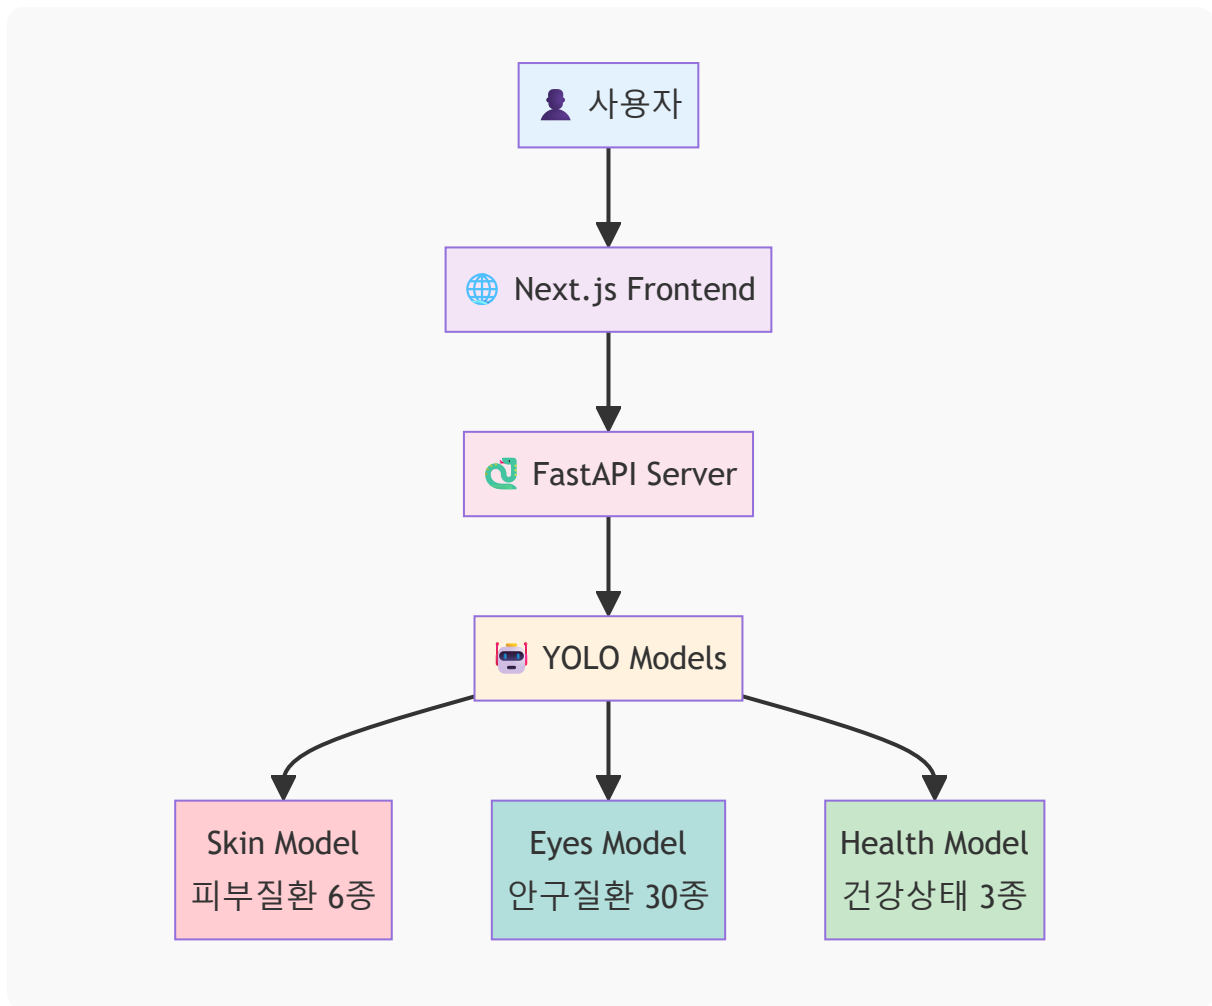 사용자
Next.js Frontend
FastAPI Server
YOLO Models
Skin Model
피부질환 6종
Eyes Model
안구질환 30종
Health Model
건강상태 3종